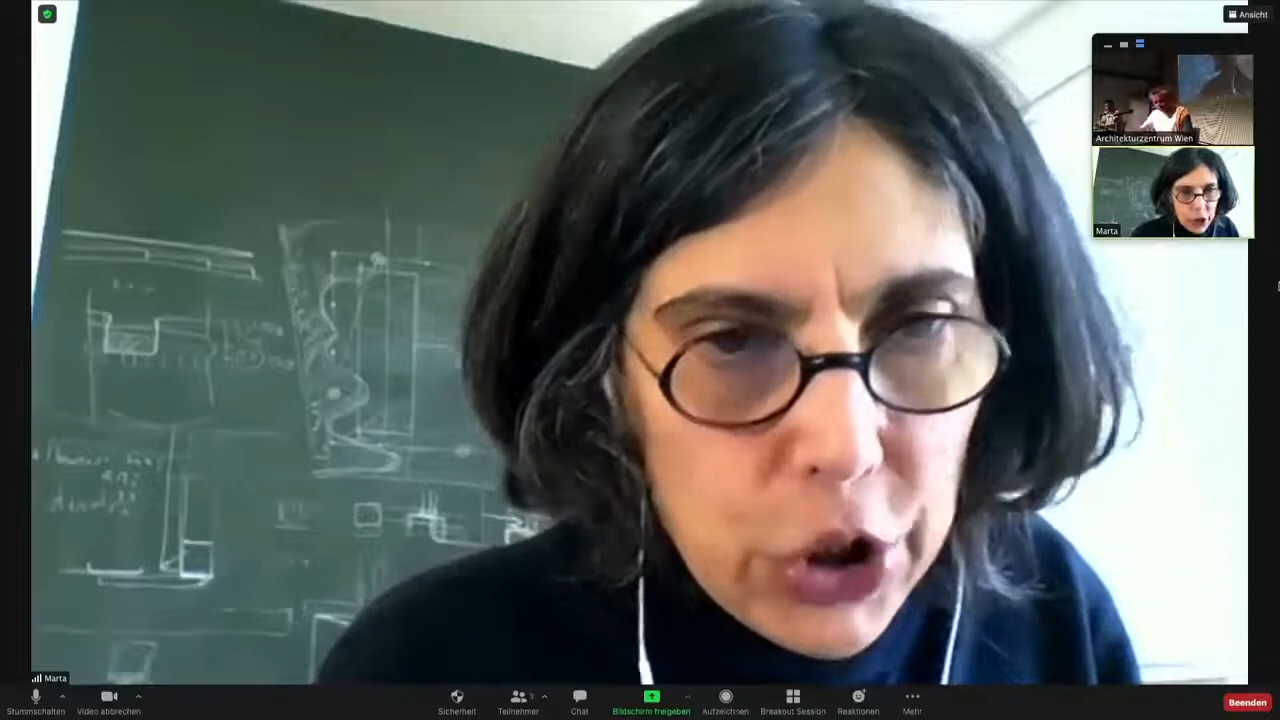 Ansicht
Architekturzentrum Wien
Marta
Marta
Stummschalten
Video abbrechen
Sicherheit
Teilnehmer
3
Chat
Bildschirm freigeben
Aufzeichnen
Breakout Session
Reaktionen
Mehr
Beenden